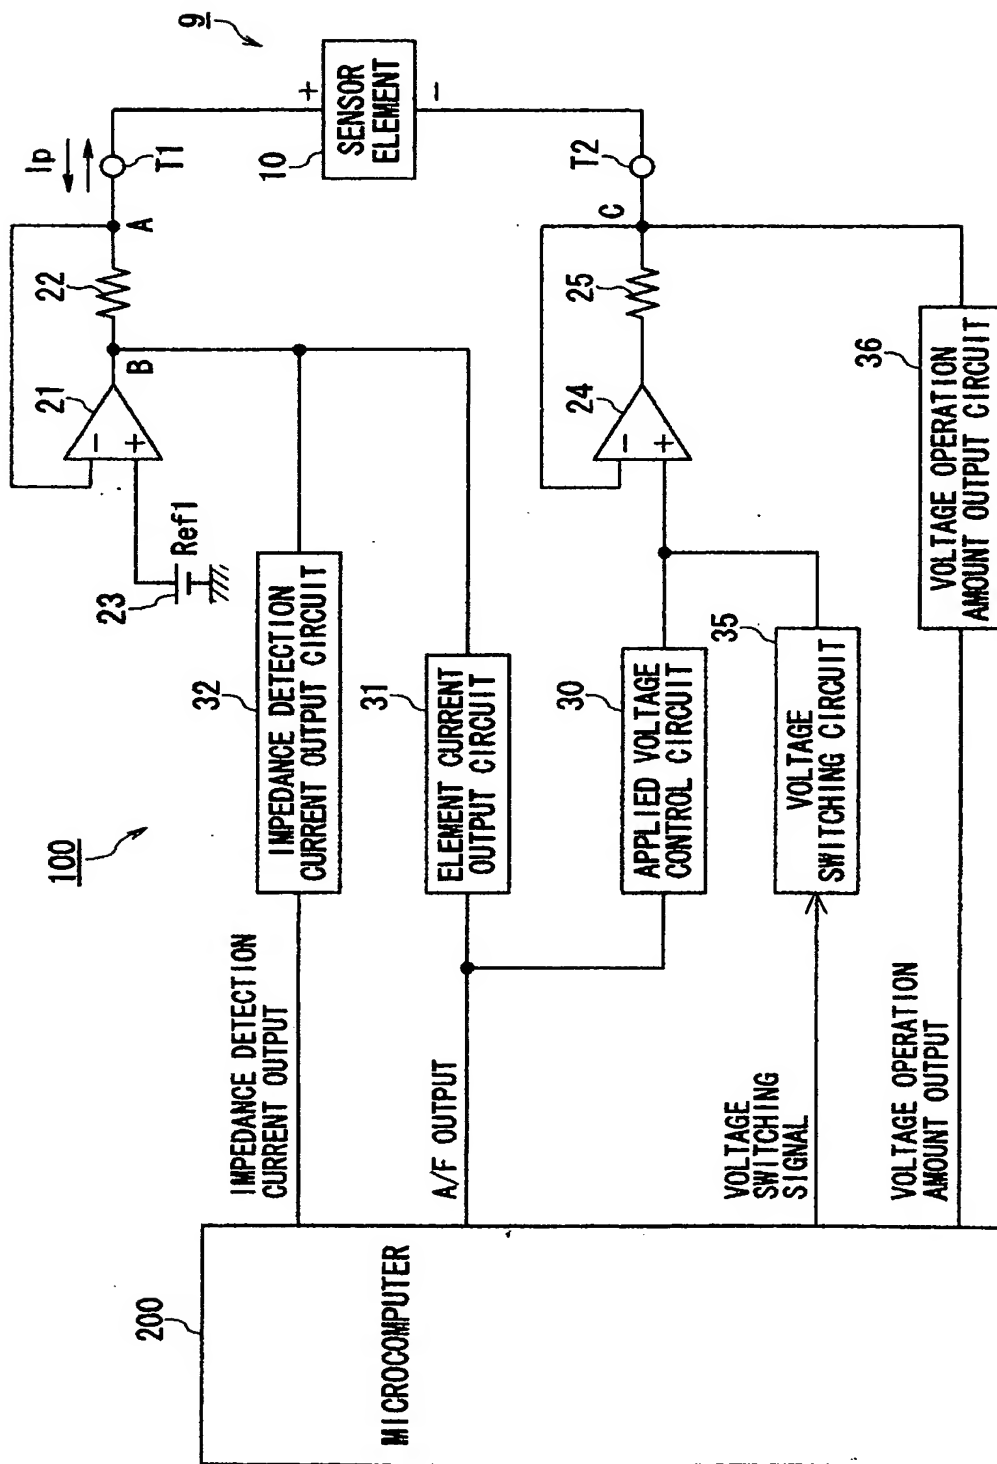 9
100
200
MICROCOMPUTER
IMPEDANCE DETECTION
CURRENT OUTPUT
A/F OUTPUT
VOLTAGE
SWITCHING
SIGNAL
VOLTAGE OPERATION
AMOUNT OUTPUT
32
IMPEDANCE DETECTION
CURRENT OUTPUT CIRCUIT
31
ELEMENT CURRENT
OUTPUT CIRCUIT
30
APPLIED VOLTAGE
CONTROL CIRCUIT
35
VOLTAGE
SWITCHING CIRCUIT
36
VOLTAGE OPERATION
AMOUNT OUTPUT CIRCUIT
23
Ref1
21
-
+
B
22
A
Ip
T1
24
-
+
25
C
T2
10
+
SENSOR
ELEMENT
-